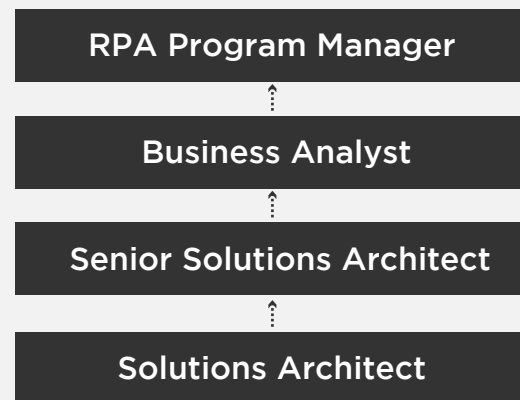 RPA Program Manager
Business Analyst
Senior Solutions Architect
Solutions Architect